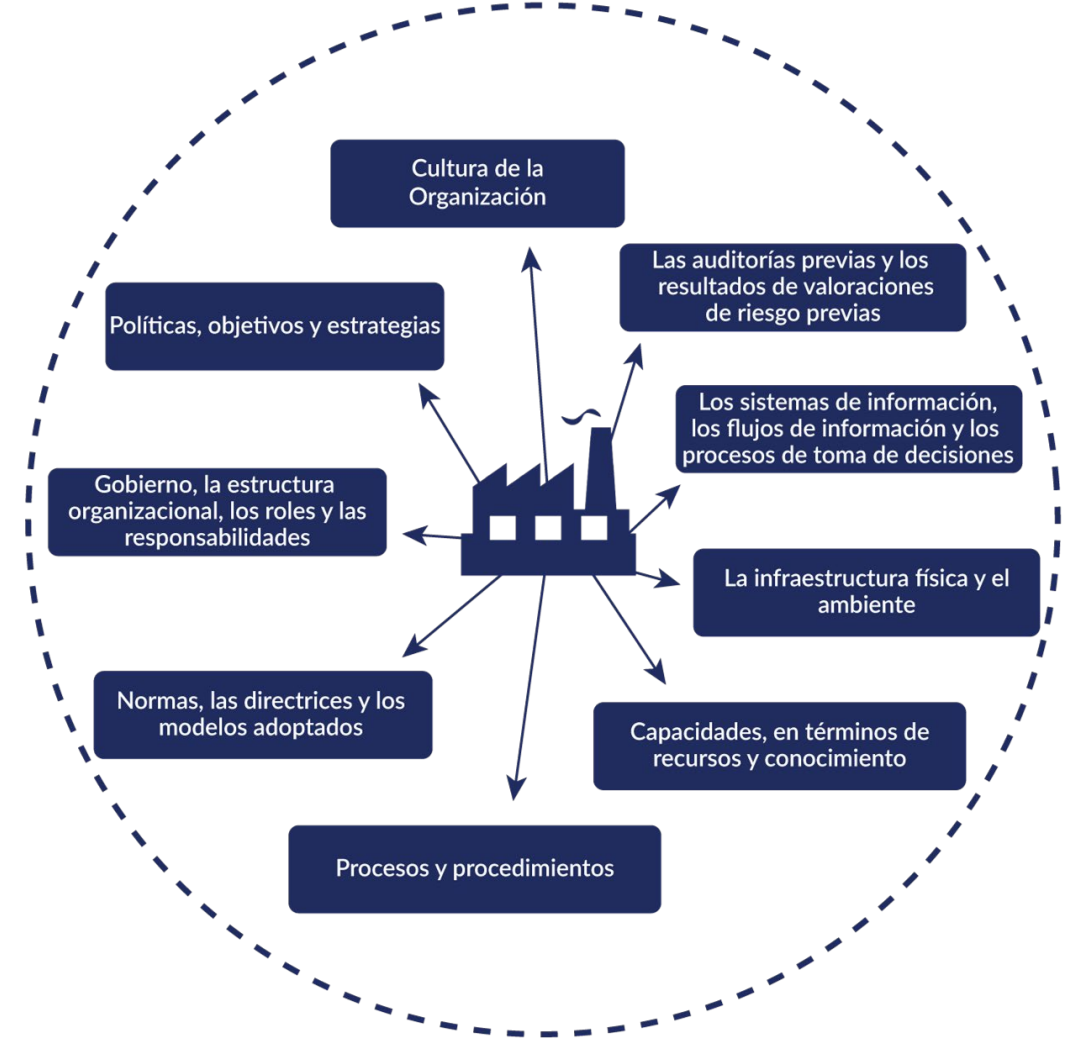 Cultura de la
Organización
Las auditorías previas y los
resultados de valoraciones
de riesgo previas
Políticas, objetivos y estrategias
Los sistemas de información,
los flujos de información y los
procesos de toma de decisiones
Gobierno, la estructura
organizacional, los roles y las
responsabilidades
La infraestructura física y el
ambiente
Normas, las directrices y los
modelos adoptados
Capacidades, en términos de
recursos y conocimiento
Procesos y procedimientos